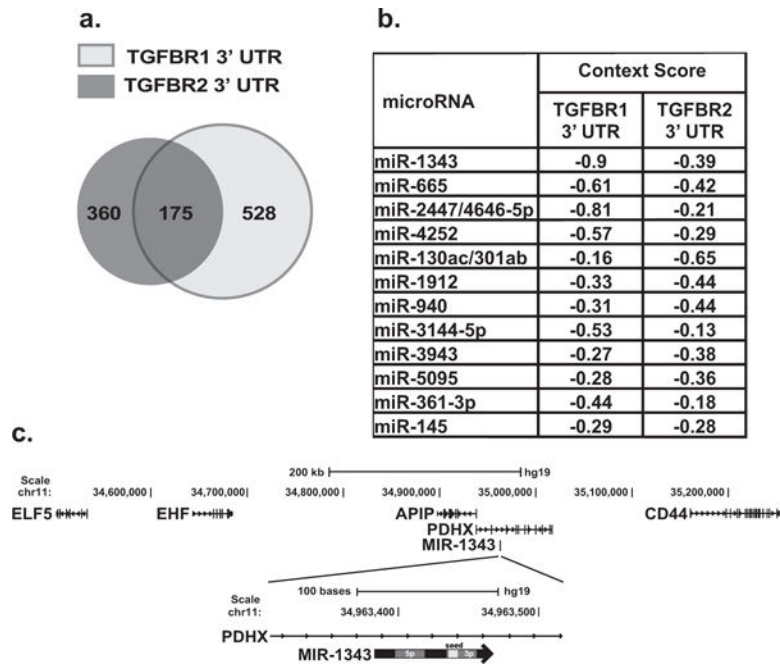 a.
TGFBR1 3' UTR
TGFBR2 3' UTR
360 175 528
b.
microRNA Context Score
TGFBR1 3' UTR TGFBR2 3' UTR
miR-1343 -0.9 -0.39
miR-665 -0.61 -0.42
miR-2447/4646-5p -0.81 -0.21
miR-4252 -0.57 -0.29
miR-130ac/301ab -0.16 -0.65
miR-1912 -0.33 -0.44
miR-940 -0.31 -0.44
miR-3144-5p -0.53 -0.13
miR-3943 -0.27 -0.38
miR-5095 -0.28 -0.36
miR-361-3p -0.44 -0.18
miR-145 -0.29 -0.28
c.
Scale 200 kb hg19
chr11: 34,600,000 34,700,000 34,800,000 34,900,000 35,000,000 35,100,000 35,200,000
ELF5 EHF APIP CD44
PDHX
MIR-1343
Scale 100 bases hg19
chr11: 34,963,400 34,963,500
PDHX
seed
MIR-1343 5p 3p